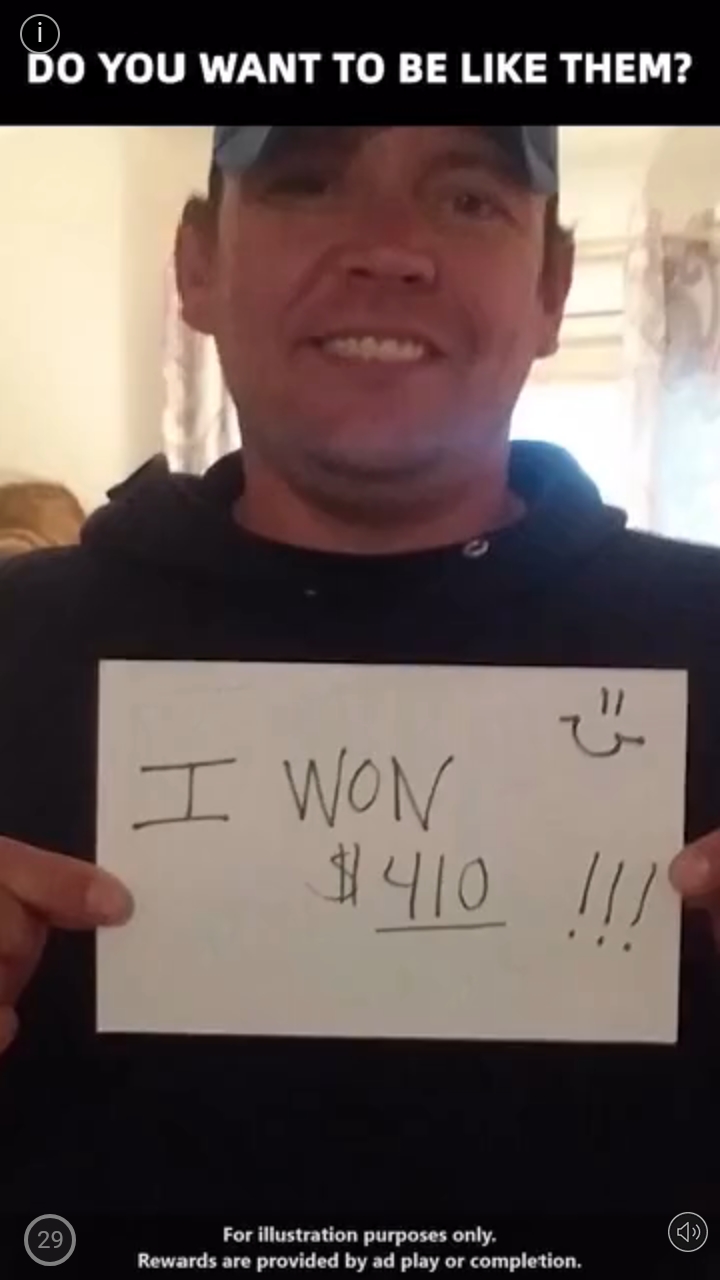 i
DO YOU WANT TO BE LIKE THEM?
I WON
$410 !!!
29
For illustration purposes only.
Rewards are provided by ad play or completion.